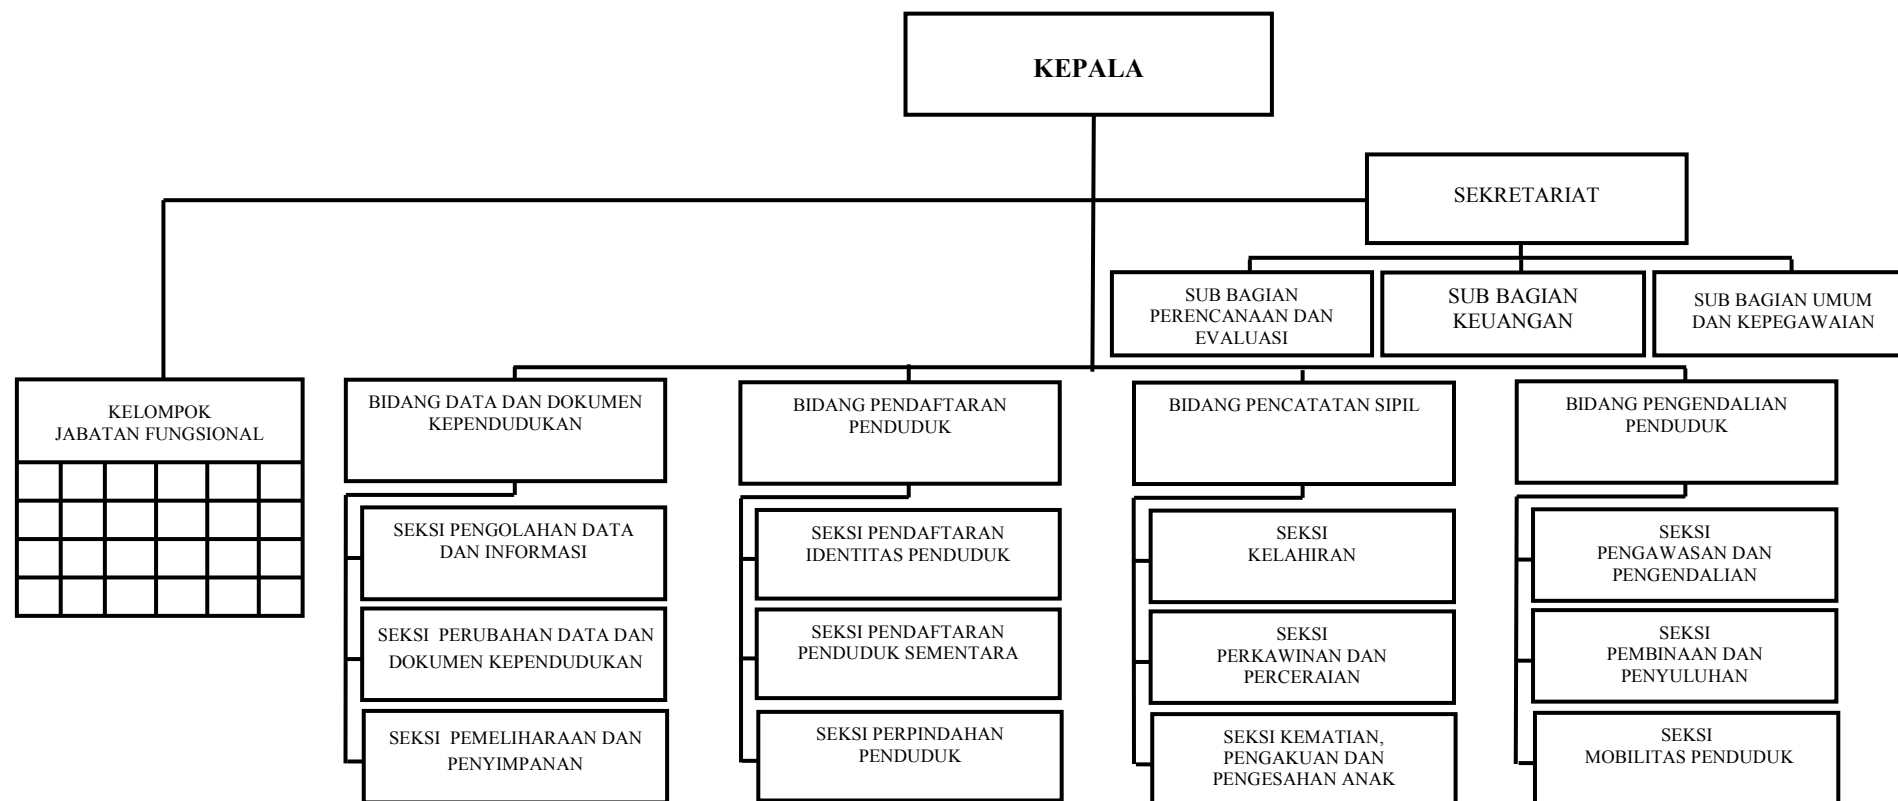 KEPALA
SEKRETARIAT
SUB BAGIAN
PERENCANAAN DAN
EVALUASI
SUB BAGIAN
KEUANGAN
SUB BAGIAN UMUM
DAN KEPEGAWAIAN
KELOMPOK
JABATAN FUNGSIONAL
BIDANG DATA DAN DOKUMEN
KEPENDUDUKAN
SEKSI PENGOLAHAN DATA
DAN INFORMASI
SEKSI PERUBAHAN DATA DAN
DOKUMEN KEPENDUDUKAN
SEKSI PEMELIHARAAN DAN
PENYIMPANAN
BIDANG PENDAFTARAN
PENDUDUK
SEKSI PENDAFTARAN
IDENTITAS PENDUDUK
SEKSI PENDAFTARAN
PENDUDUK SEMENTARA
SEKSI PERPINDAHAN
PENDUDUK
BIDANG PENCATATAN SIPIL
SEKSI
KELAHIRAN
SEKSI
PERKAWINAN DAN
PERCERAIAN
SEKSI KEMATIAN,
PENGAKUAN DAN
PENGESAHAN ANAK
BIDANG PENGENDALIAN
PENDUDUK
SEKSI
PENGAWASAN DAN
PENGENDALIAN
SEKSI
PEMBINAAN DAN
PENYULUHAN
SEKSI
MOBILITAS PENDUDUK